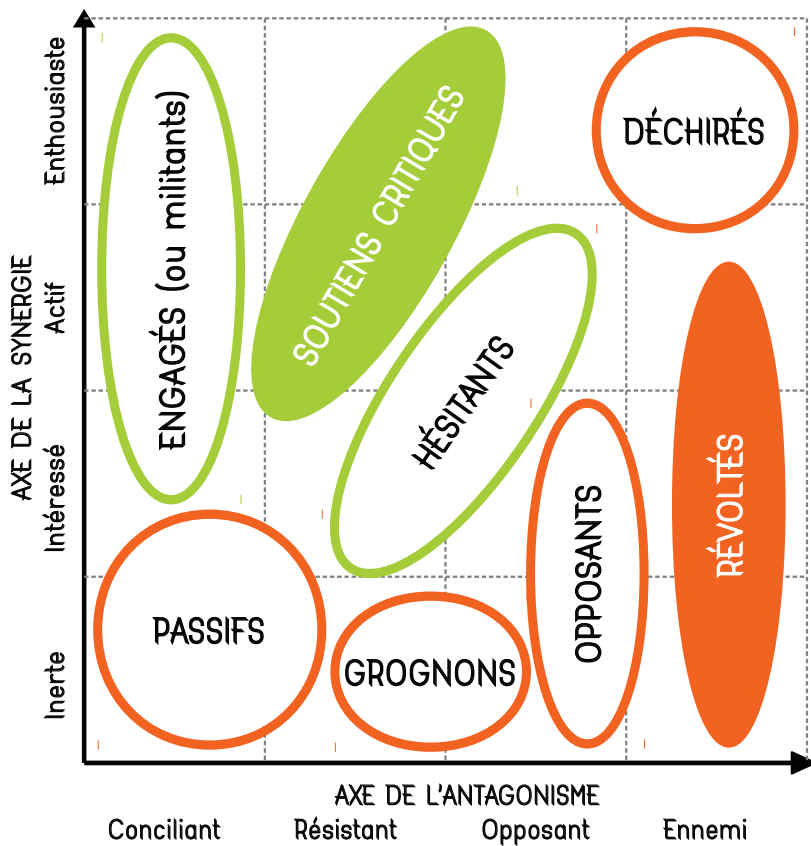 AXE DE LA SYNERGIE
Enthousiaste
Actif
Intéressé
Inerte
ENGAGÉS (ou militants)
SOUTIENS CRITIQUES
DÉCHIRÉS
HÉSITANTS
OPPOSANTS
RÉVOLTÉS
PASSIFS
GROGNONS
AXE DE L'ANTAGONISME
Conciliant
Résistant
Opposant
Ennemi